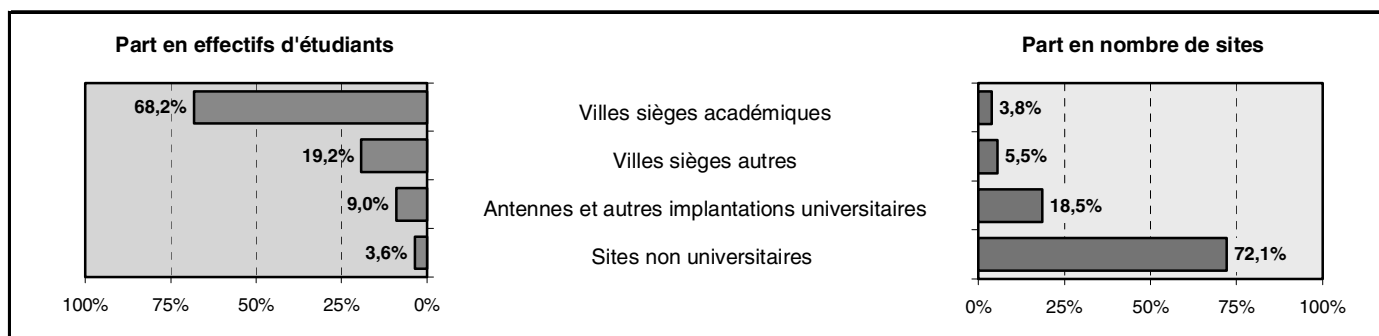 Part en effectifs d'étudiants
Part en nombre de sites
68,2%
Villes sièges académiques
3,8%
19,2%
Villes sièges autres
5,5%
9,0%
Antennes et autres implantations universitaires
18,5%
3,6%
Sites non universitaires
72,1%
100% 75% 50% 25% 0%
0% 25% 50% 75% 100%